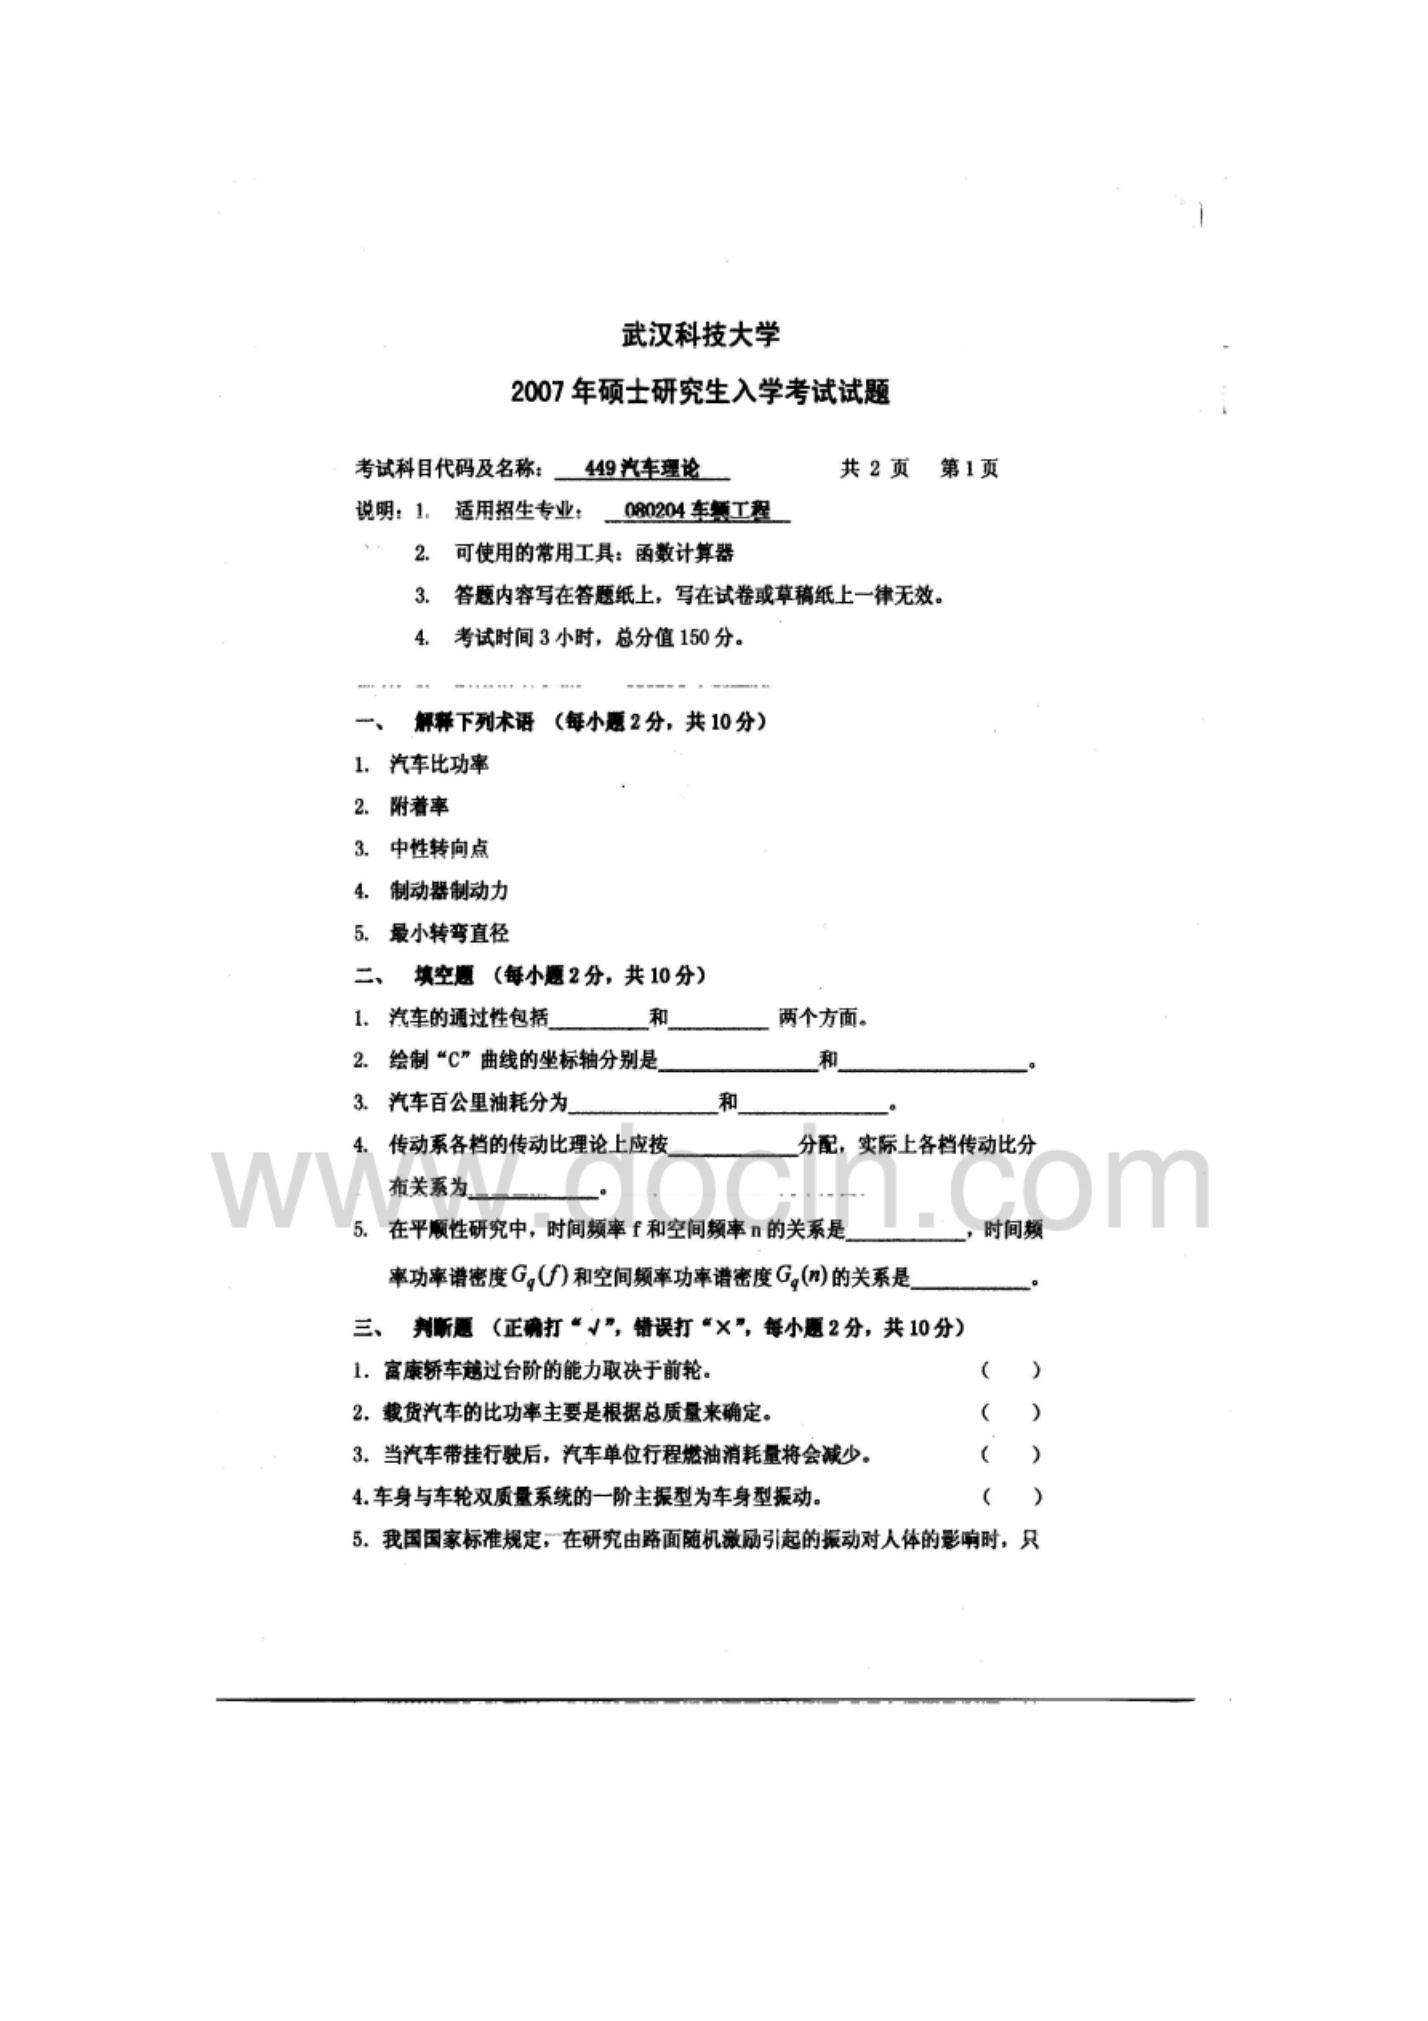 武汉科技大学
2007年硕士研究生入学考试试题
考试科目代码及名称： 449汽车理论 共 2 页 第1页
说明：1. 适用招生专业： 080204车辆工程
2. 可使用的常用工具：函数计算器
3. 答题内容写在答题纸上，写在试卷或草稿纸上一律无效。
4. 考试时间3小时，总分值150分。
一、 解释下列术语 （每小题2分，共10分）
1. 汽车比功率
2. 附着率
3. 中性转向点
4. 制动器制动力
5. 最小转弯直径
二、 填空题 （每小题2分，共10分）
1. 汽车的通过性包括__________和__________ 两个方面。
2. 绘制“C”曲线的坐标轴分别是________________和___________________。
3. 汽车百公里油耗分为_______________和_______________。
4. 传动系各档的传动比理论上应按_____________分配，实际上各档传动比分
布关系为_____________。
5. 在平顺性研究中，时间频率f和空间频率n的关系是____________，时间频
率功率谱密度Gq(f)和空间频率功率谱密度Gq(n)的关系是____________。
三、 判断题 （正确打“√”，错误打“×”，每小题2分，共10分）
1. 富康轿车越过台阶的能力取决于前轮。 （ ）
2. 载货汽车的比功率主要是根据总质量来确定。 （ ）
3. 当汽车带挂行驶后，汽车单位行程燃油消耗量将会减少。 （ ）
4. 车身与车轮双质量系统的一阶主振型为车身型振动。 （ ）
5. 我国国家标准规定，在研究由路面随机激励引起的振动对人体的影响时，只
www.docin.com